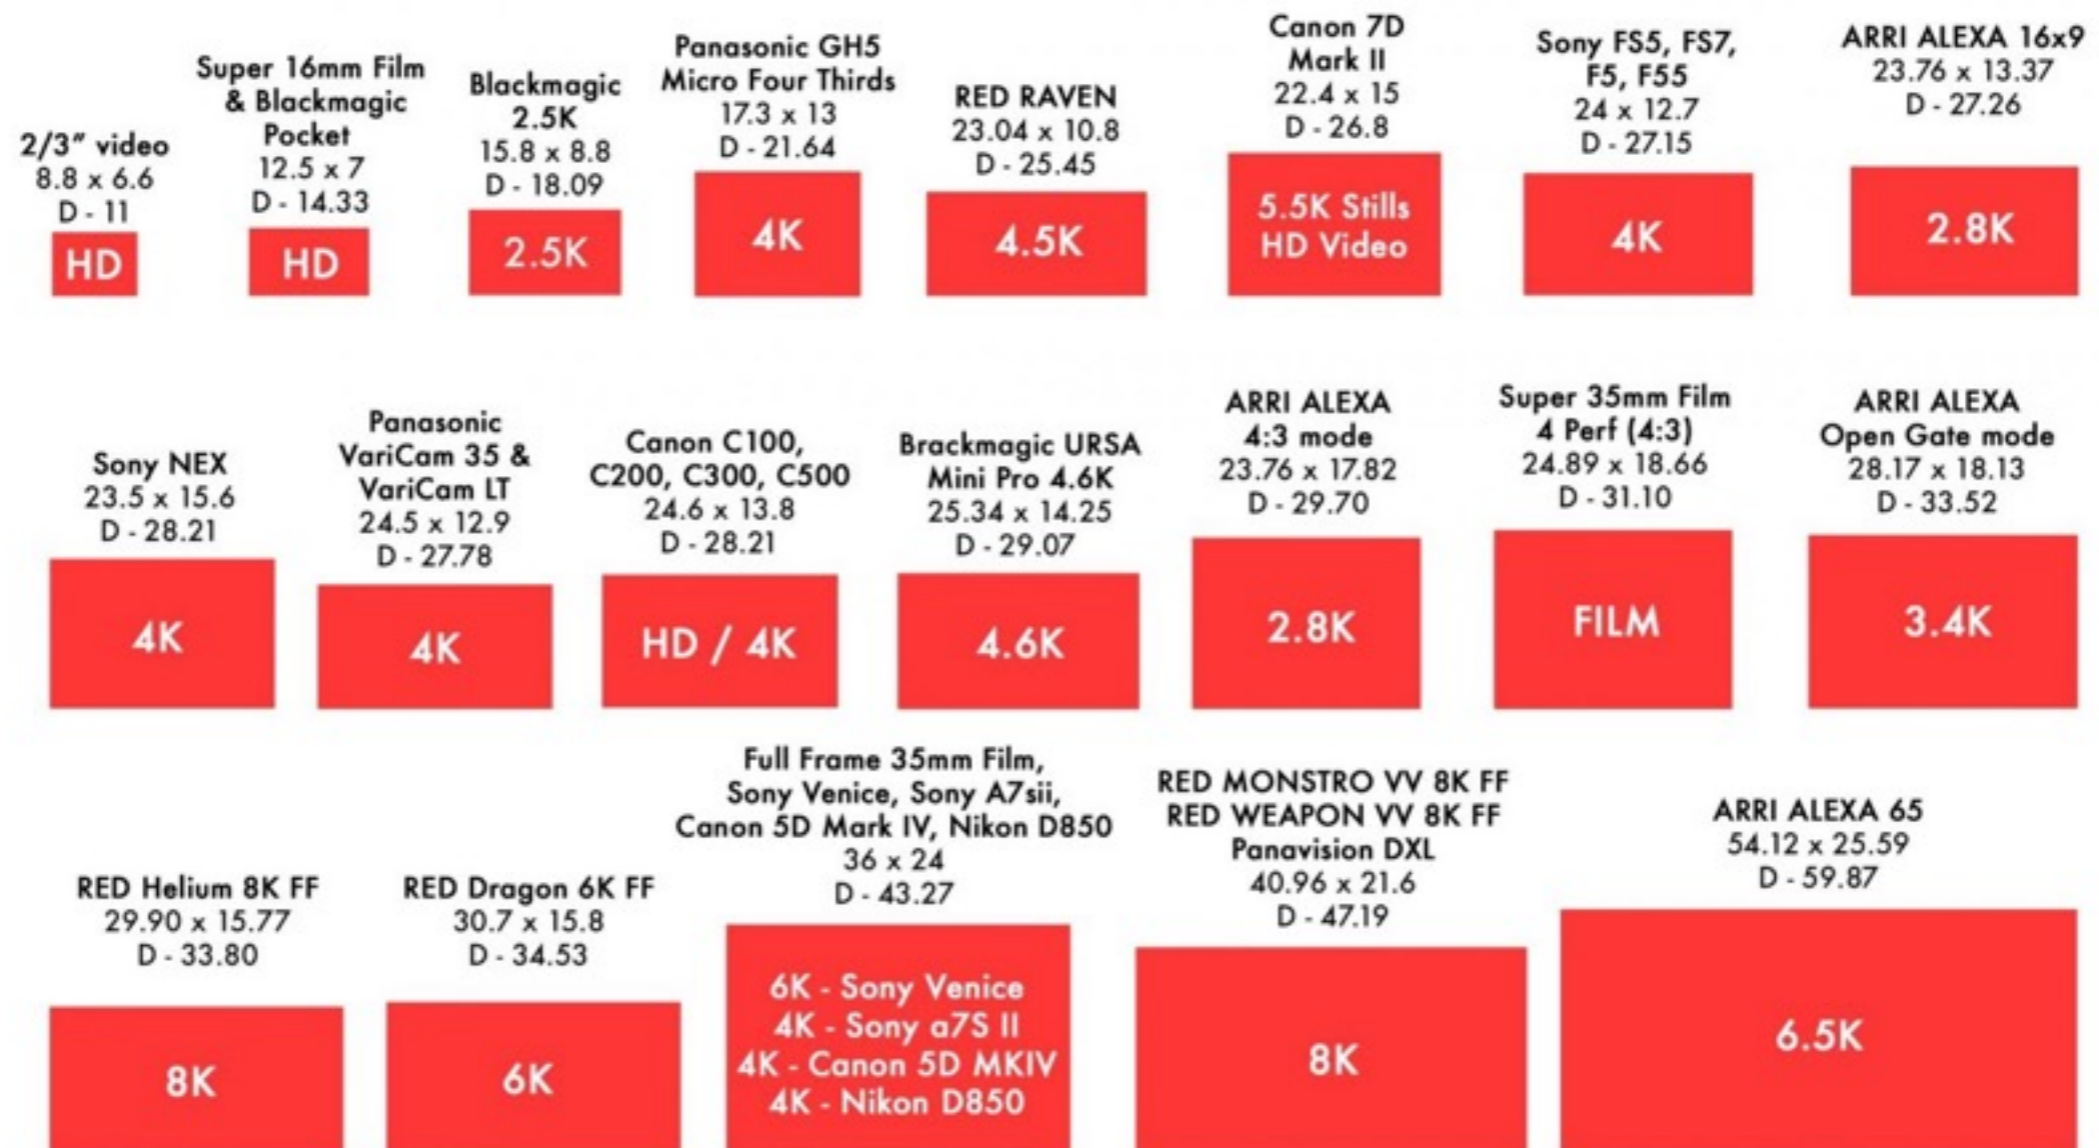 2/3" video
8.8 x 6.6
D - 11
HD
Super 16mm Film
& Blackmagic
Pocket
12.5 x 7
D - 14.33
HD
Blackmagic
2.5K
15.8 x 8.8
D - 18.09
2.5K
Panasonic GH5
Micro Four Thirds
17.3 x 13
D - 21.64
4K
RED RAVEN
23.04 x 10.8
D - 25.45
4.5K
Canon 7D
Mark II
22.4 x 15
D - 26.8
5.5K Stills
HD Video
Sony FS5, FS7,
F5, F55
24 x 12.7
D - 27.15
4K
ARRI ALEXA 16x9
23.76 x 13.37
D - 27.26
2.8K
Sony NEX
23.5 x 15.6
D - 28.21
4K
Panasonic
VariCam 35 &
VariCam LT
24.5 x 12.9
D - 27.78
4K
Canon C100,
C200, C300, C500
24.6 x 13.8
D - 28.21
HD / 4K
Brackmagic URSA
Mini Pro 4.6K
25.34 x 14.25
D - 29.07
4.6K
ARRI ALEXA
4:3 mode
23.76 x 17.82
D - 29.70
2.8K
Super 35mm Film
4 Perf (4:3)
24.89 x 18.66
D - 31.10
FILM
ARRI ALEXA
Open Gate mode
28.17 x 18.13
D - 33.52
3.4K
RED Helium 8K FF
29.90 x 15.77
D - 33.80
8K
RED Dragon 6K FF
30.7 x 15.8
D - 34.53
6K
Full Frame 35mm Film,
Sony Venice, Sony A7sii,
Canon 5D Mark IV, Nikon D850
36 x 24
D - 43.27
6K - Sony Venice
4K - Sony a7S II
4K - Canon 5D MKIV
4K - Nikon D850
RED MONSTRO VV 8K FF
RED WEAPON VV 8K FF
Panavision DXL
40.96 x 21.6
D - 47.19
8K
ARRI ALEXA 65
54.12 x 25.59
D - 59.87
6.5K